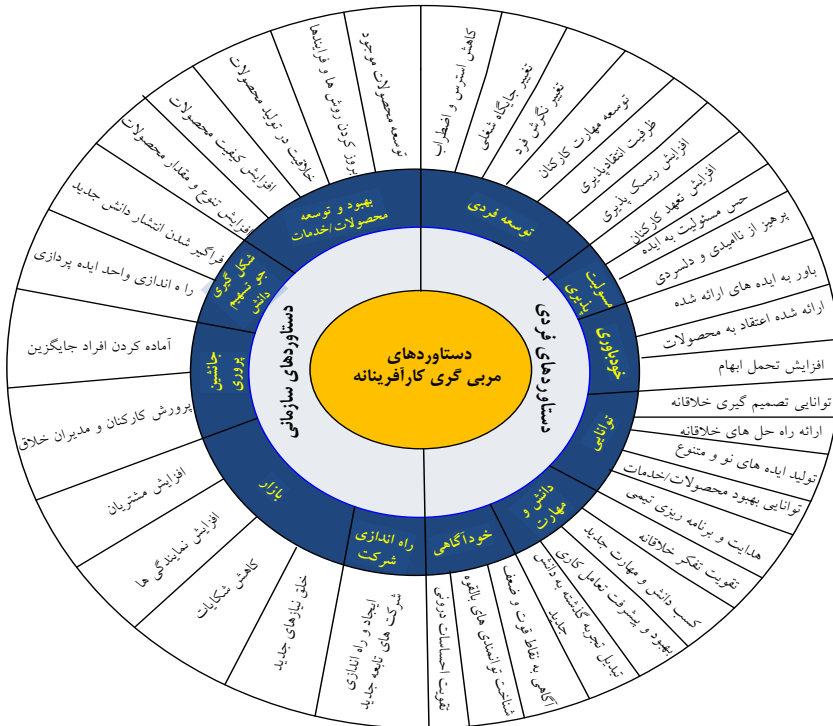 دستاوردهای
مربی گری کارآفرینانه
دستاوردهای فردی
دستاوردهای سازمانی
توسعه فردی
مسولیت
پذیری
خودباوری
توانایی
دانش و
مهارت
خودآگاهی
راه اندازی
شرکت
بازار
جانشین
پروری
شکل گیری
جو تسهیم
دانش
بهبود و توسعه
محصولات/خدمات
کاهش استرس و اضطراب
تغییر جایگاه شغلی
تغییر نگرش فرد
توسعه مهارت کارکنان
ظرفیت انتقادپذیری
افزایش ریسک پذیری
افزایش تعهد کارکنان
حس مسئولیت به ایده
پرهیز از ناامیدی و دلسردی
باور به ایده های ارائه شده
ارائه شده اعتقاد به محصولات
افزایش تحمل ابهام
توانایی تصمیم گیری خلاقانه
ارائه راه حل های خلاقانه
تولید ایده های نو و متنوع
توانایی بهبود محصولات/خدمات
هدایت و برنامه ریزی تیمی
تقویت تفکر خلاقانه
کسب دانش و مهارت جدید
بهبود و پیشرفت تعامل کاری
تبدیل تجربه گذشته به دانش
جدید
آگاهی به نقاط قوت و ضعف
شناخت توانمندی های بالقوه
تقویت احساسات درونی
ایجاد و راه اندازی
شرکت های تابعه جدید
خلق نیازهای جدید
کاهش شکایات
افزایش نمایندگی ها
افزایش مشتریان
پرورش کارکنان و مدیران خلاق
آماده کردن افراد جایگزین
راه اندازی واحد ایده پردازی
فراگیر شدن انتشار دانش جدید
افزایش تنوع و مقدار محصولات
افزایش کیفیت محصولات
خلاقیت در تولید محصولات
بروز کردن روش ها و فرایندها
توسعه محصولات موجود